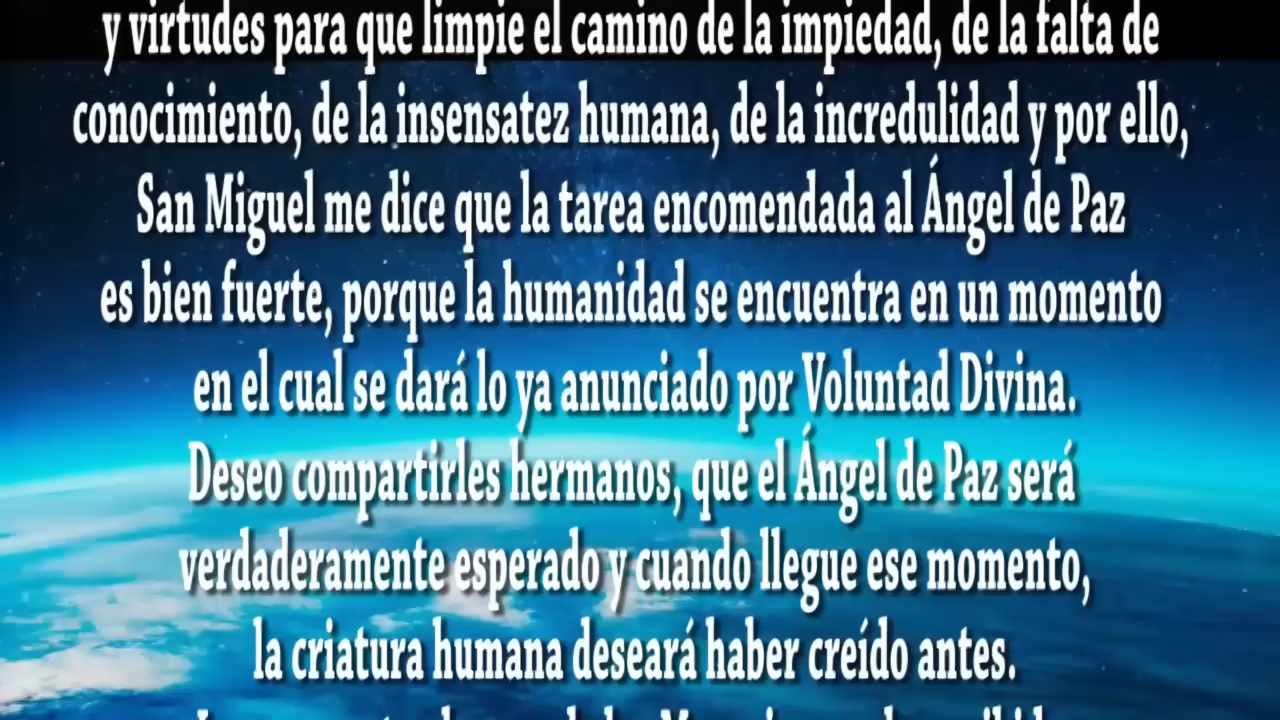 y virtudes para que limpie el camino de la impiedad, de la falta de
conocimiento, de la insensatez humana, de la incredulidad y por ello,
San Miguel me dice que la tarea encomendada al Ángel de Paz
es bien fuerte, porque la humanidad se encuentra en un momento
en el cual se dará lo ya anunciado por Voluntad Divina.
Deseo compartirles hermanos, que el Ángel de Paz será
verdaderamente esperado y cuando llegue ese momento,
la criatura humana deseará haber creído antes.